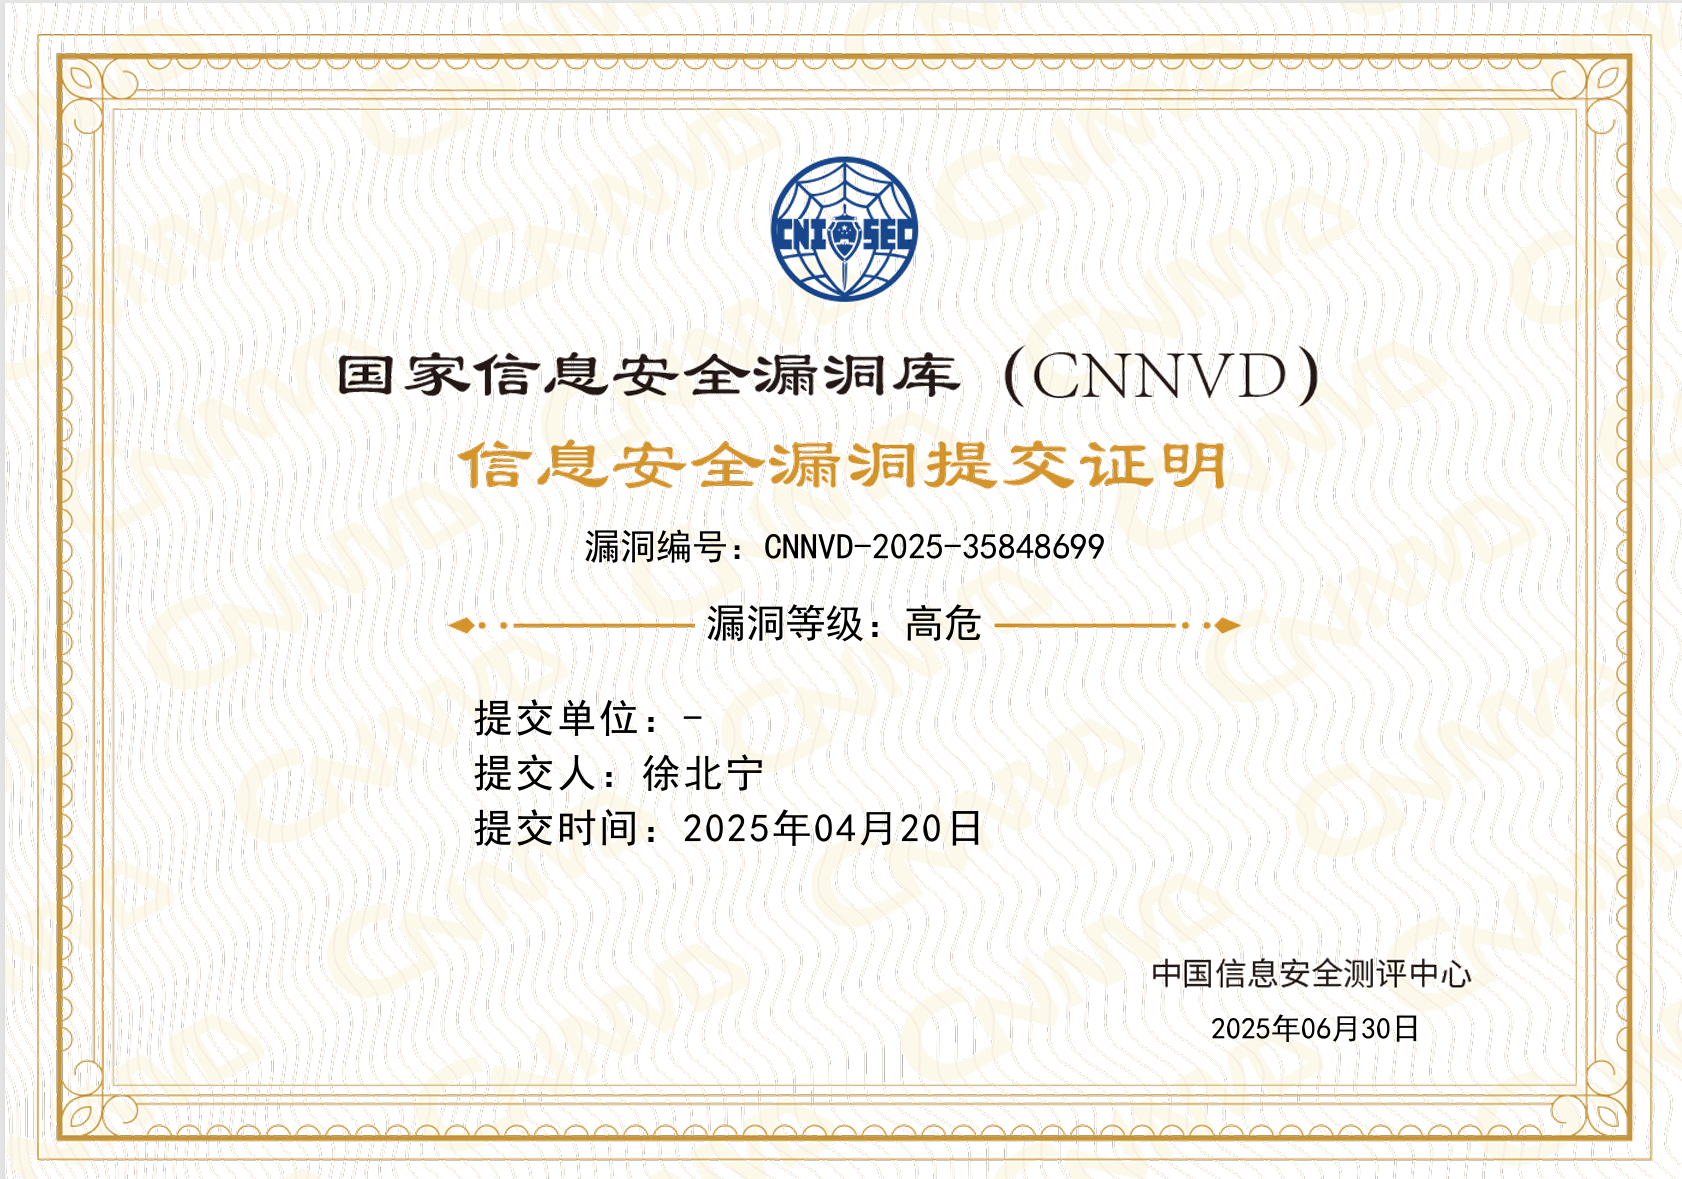 CNI SEC
国家信息安全漏洞库（CNNVD）
信息安全漏洞提交证明
漏洞编号：CNNVD-2025-35848699
漏洞等级：高危
提交单位：-
提交人：徐北宁
提交时间：2025年04月20日
中国信息安全测评中心
2025年06月30日